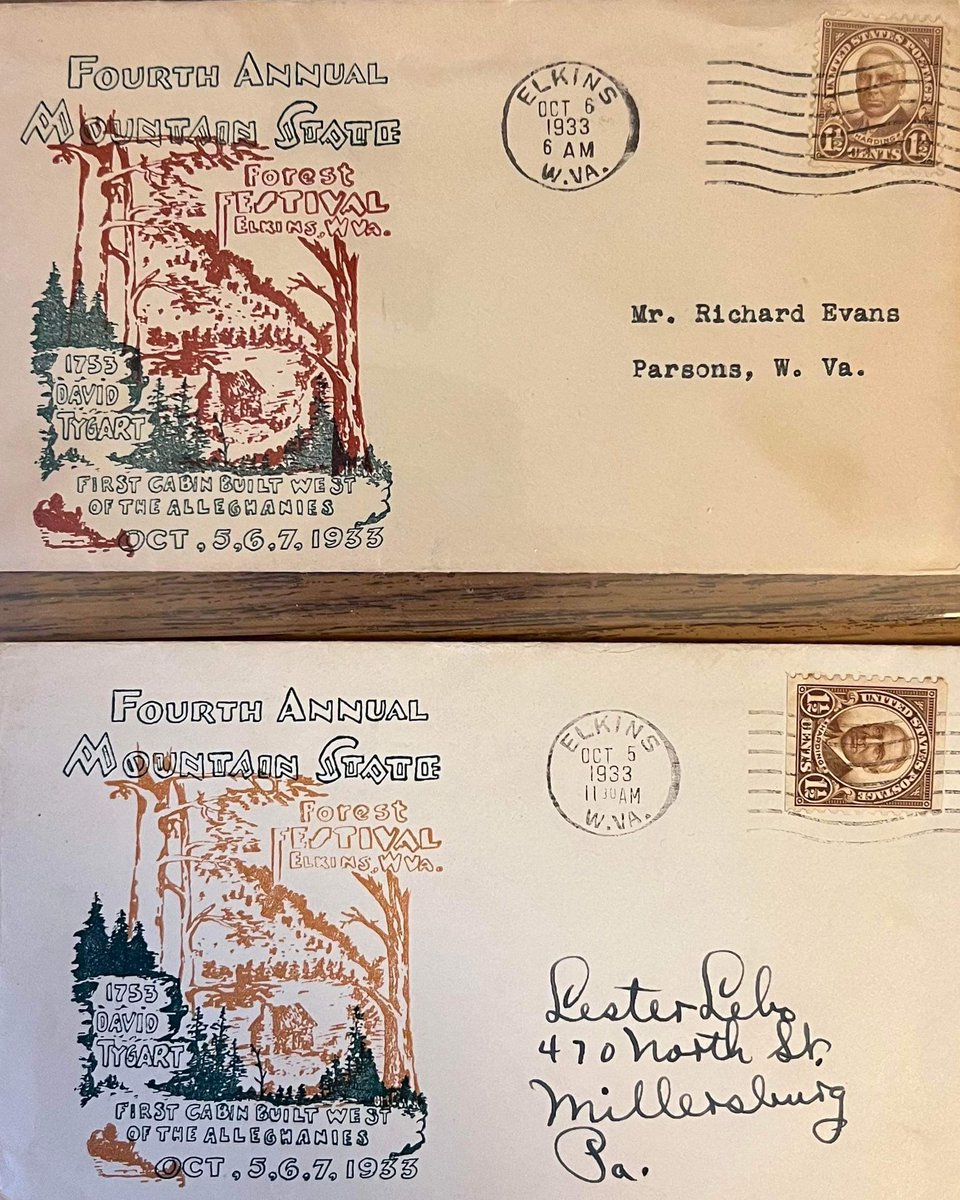 FOURTH ANNUAL
MOUNTAIN STATE
Forest
FESTIVAL
ELKINS, WVA.
1753
DAVID
TYGART
FIRST CABIN BUILT WEST
OF THE ALLEGHANIES
OCT, 5, 6, 7, 1933
ELKINS
OCT 6
1933
6 AM
W.VA.
UNITED STATES POSTAGE
HARDING
1½ CENTS 1½
Mr. Richard Evans
Parsons, W. Va.
FOURTH ANNUAL
MOUNTAIN STATE
Forest
FESTIVAL
ELKINS, WVA.
1753
DAVID
TYGART
FIRST CABIN BUILT WEST
OF THE ALLEGHANIES
OCT, 5, 6, 7, 1933
ELKINS
OCT 5
1933
11 30 AM
W.VA.
UNITED STATES POSTAGE
HARDING
1½ CENTS 1½
Lester Lebo
470 North St.
Millersburg
Pa.